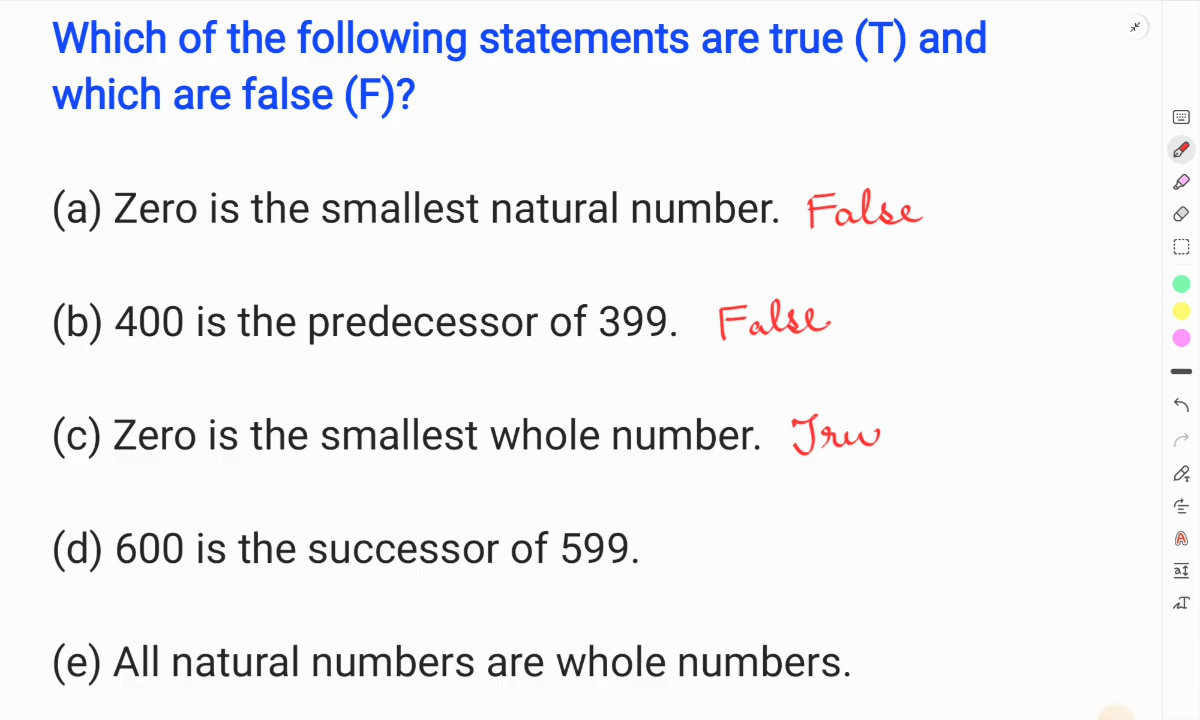 Which of the following statements are true (T) and
which are false (F)?
(a) Zero is the smallest natural number. False
(b) 400 is the predecessor of 399. False
(c) Zero is the smallest whole number. Tru
(d) 600 is the successor of 599.
(e) All natural numbers are whole numbers.